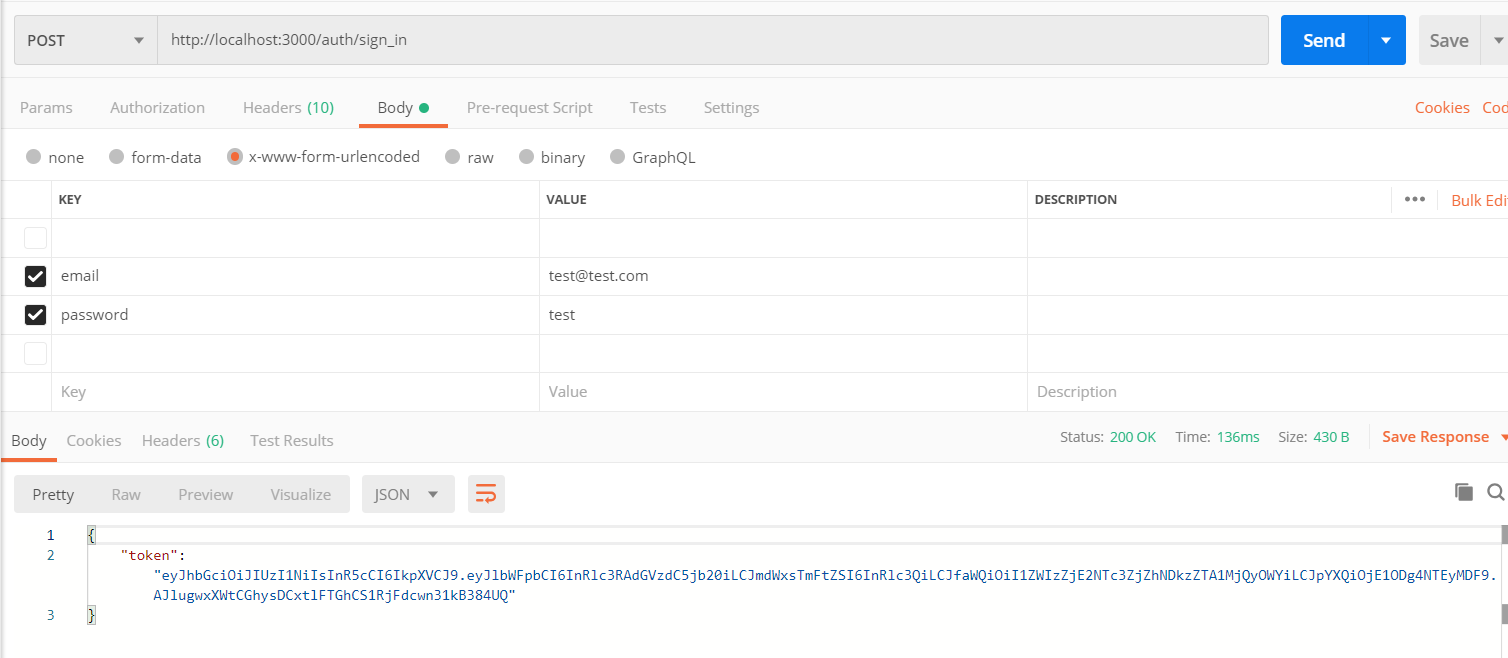 POST http://localhost:3000/auth/sign_in Send Save
Params Authorization Headers (10) Body Pre-request Script Tests Settings Cookies Cod
none form-data x-www-form-urlencoded raw binary GraphQL
KEY VALUE DESCRIPTION ••• Bulk Edi
email test@test.com
password test
Key Value Description
Body Cookies Headers (6) Test Results Status: 200 OK Time: 136ms Size: 430 B Save Response
Pretty Raw Preview Visualize JSON
1 {
2 "token":
"eyJhbGciOiJIUzI1NiIsInR5cCI6IkpXVCJ9.eyJlbWFpbCI6InRlc3RAdGVzdC5jb20iLCJmdWxsTmFtZSI6InRlc3QiLCJfaWQiOiI1ZWIzZjE2NTc3ZjZhNDkzZTA1MjQyOWYiLCJpYXQiOjE1ODg4NTEyMDF9.
AJlugwxXWtCGhysDCxtlFTGhCS1RjFdcwn31kB384UQ"
3 }